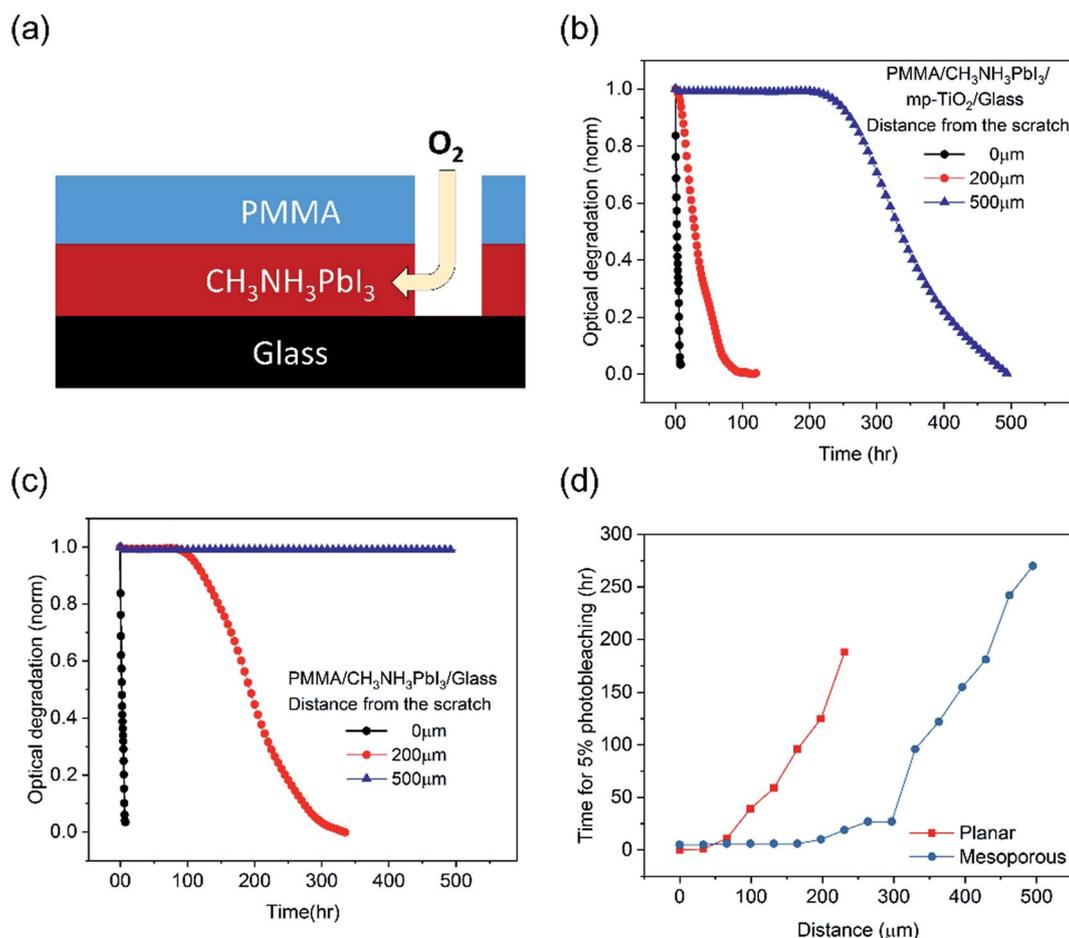 (a)
O₂
PMMA
CH₃NH₃PbI₃
Glass
(b)
Optical degradation (norm)
1.0
0.8
0.6
0.4
0.2
0.0
PMMA/CH₃NH₃PbI₃/
mp-TiO₂/Glass
Distance from the scratch
0μm
200μm
500μm
00 100 200 300 400 500
Time (hr)
(c)
Optical degradation (norm)
1.0
0.8
0.6
0.4
0.2
0.0
PMMA/CH₃NH₃PbI₃/Glass
Distance from the scratch
0μm
200μm
500μm
00 100 200 300 400 500
Time(hr)
(d)
Time for 5% photobleaching (hr)
300
250
200
150
100
50
0
Planar
Mesoporous
0 100 200 300 400 500
Distance (μm)